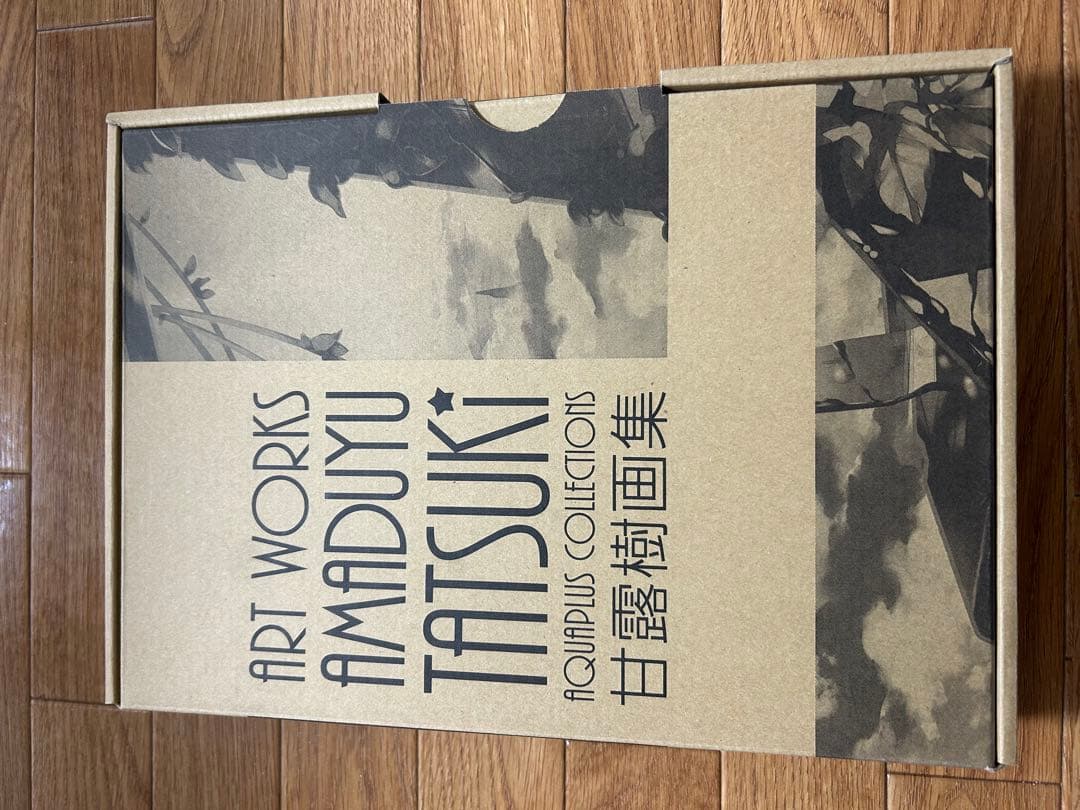 ART WORKS
AMADUYU
TATSUKi
AQUAPLUS COLLECTIONS
甘露樹画集